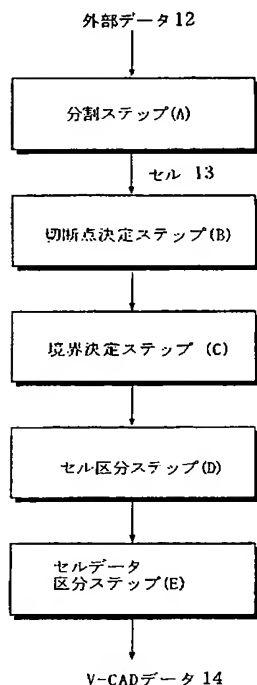 外部データ12
分割ステップ(A)
セル 13
切断点決定ステップ(B)
境界決定ステップ (C)
セル区分ステップ(D)
セルデータ
区分ステップ(E)
V-CADデータ 14